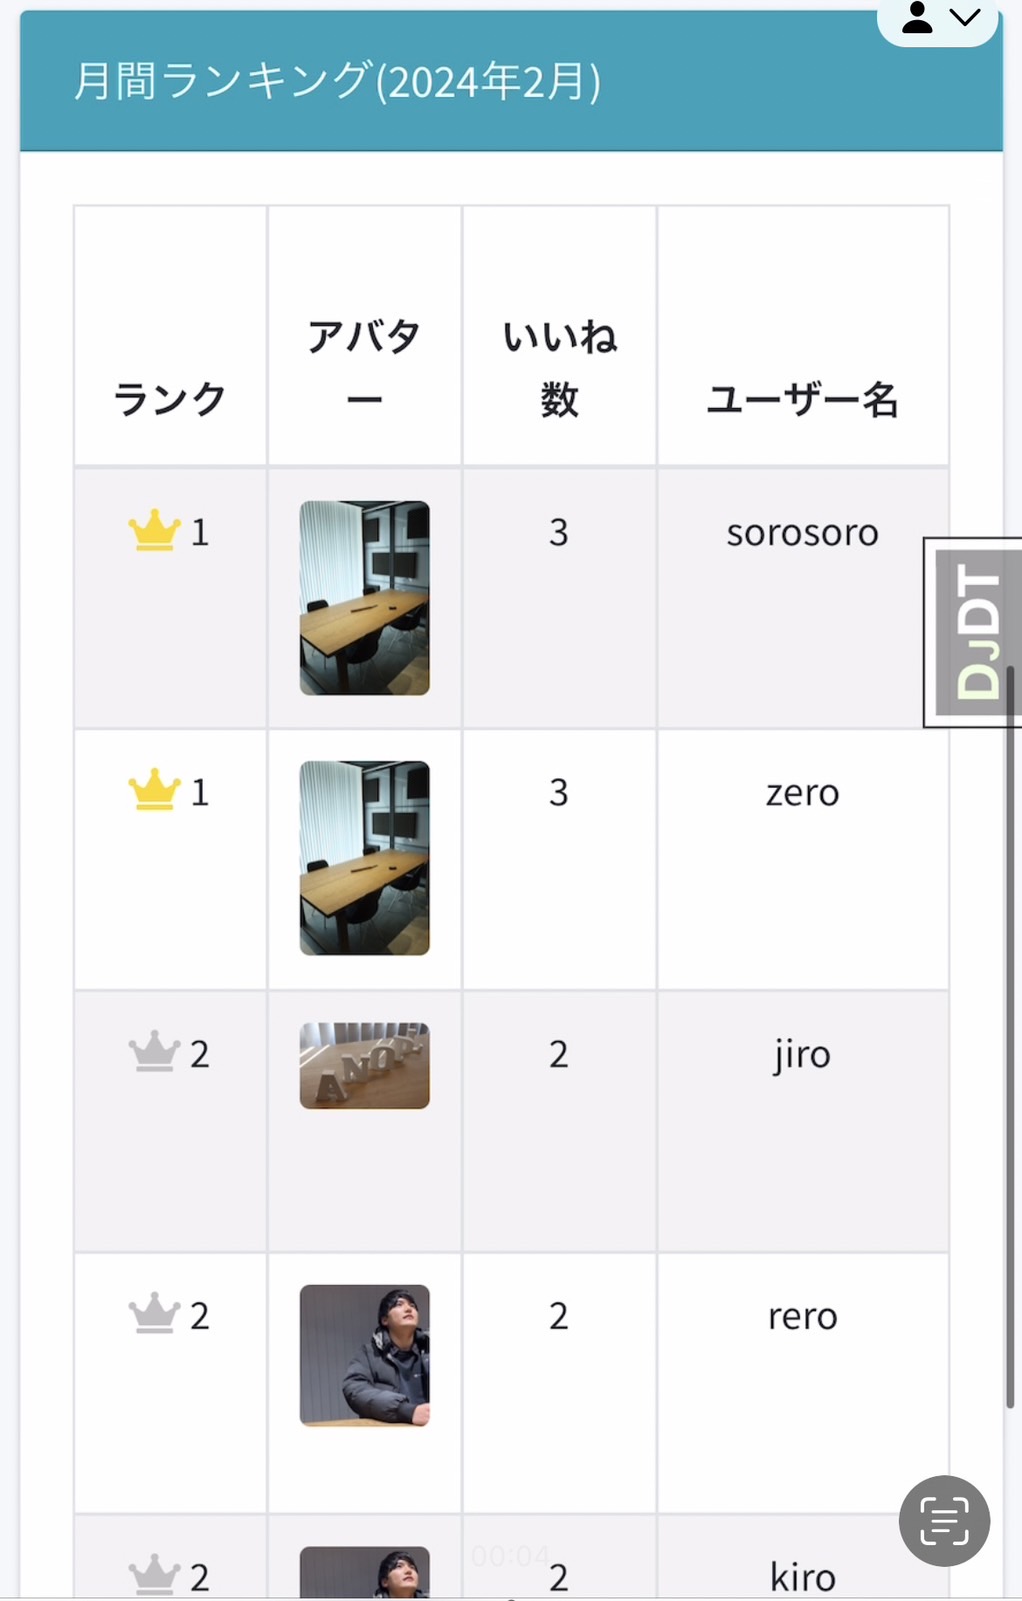 月間ランキング(2024年2月)
ランク アバター いいね数 ユーザー名
1 3 sorosoro
DJDT
1 3 zero
2 ANO 2 jiro
2 2 rero
00:04
2 2 kiro